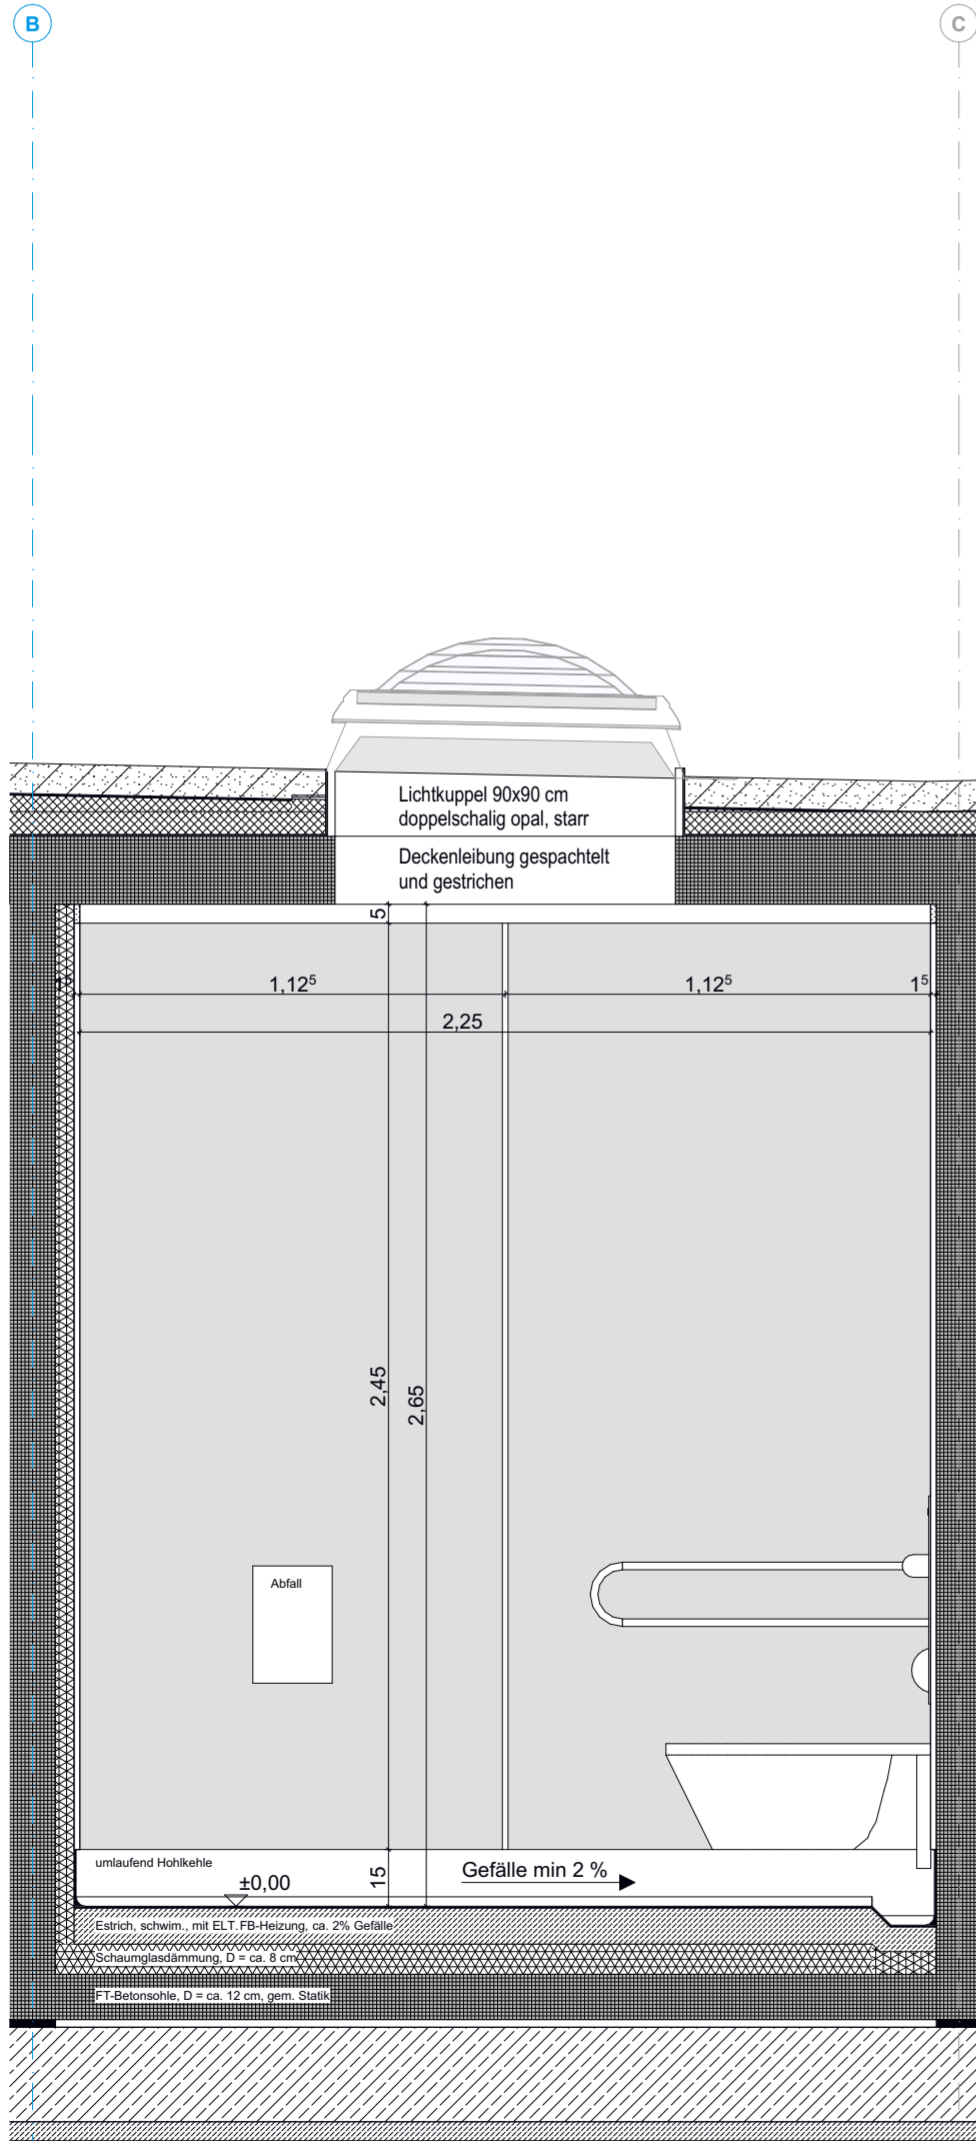 B
C
Lichtkuppel 90x90 cm
doppelschalig opal, starr
Deckenleibung gespachtelt
und gestrichen
5
1,12⁵
1,12⁵
1⁵
2,25
2,45
2,65
Abfall
umlaufend Hohlkehle
±0,00
15
Gefälle min 2 %
Estrich, schwim., mit ELT.FB-Heizung, ca. 2% Gefälle
Schaumglasdämmung, D = ca. 8 cm
FT-Betonsohle, D = ca. 12 cm, gem. Statik